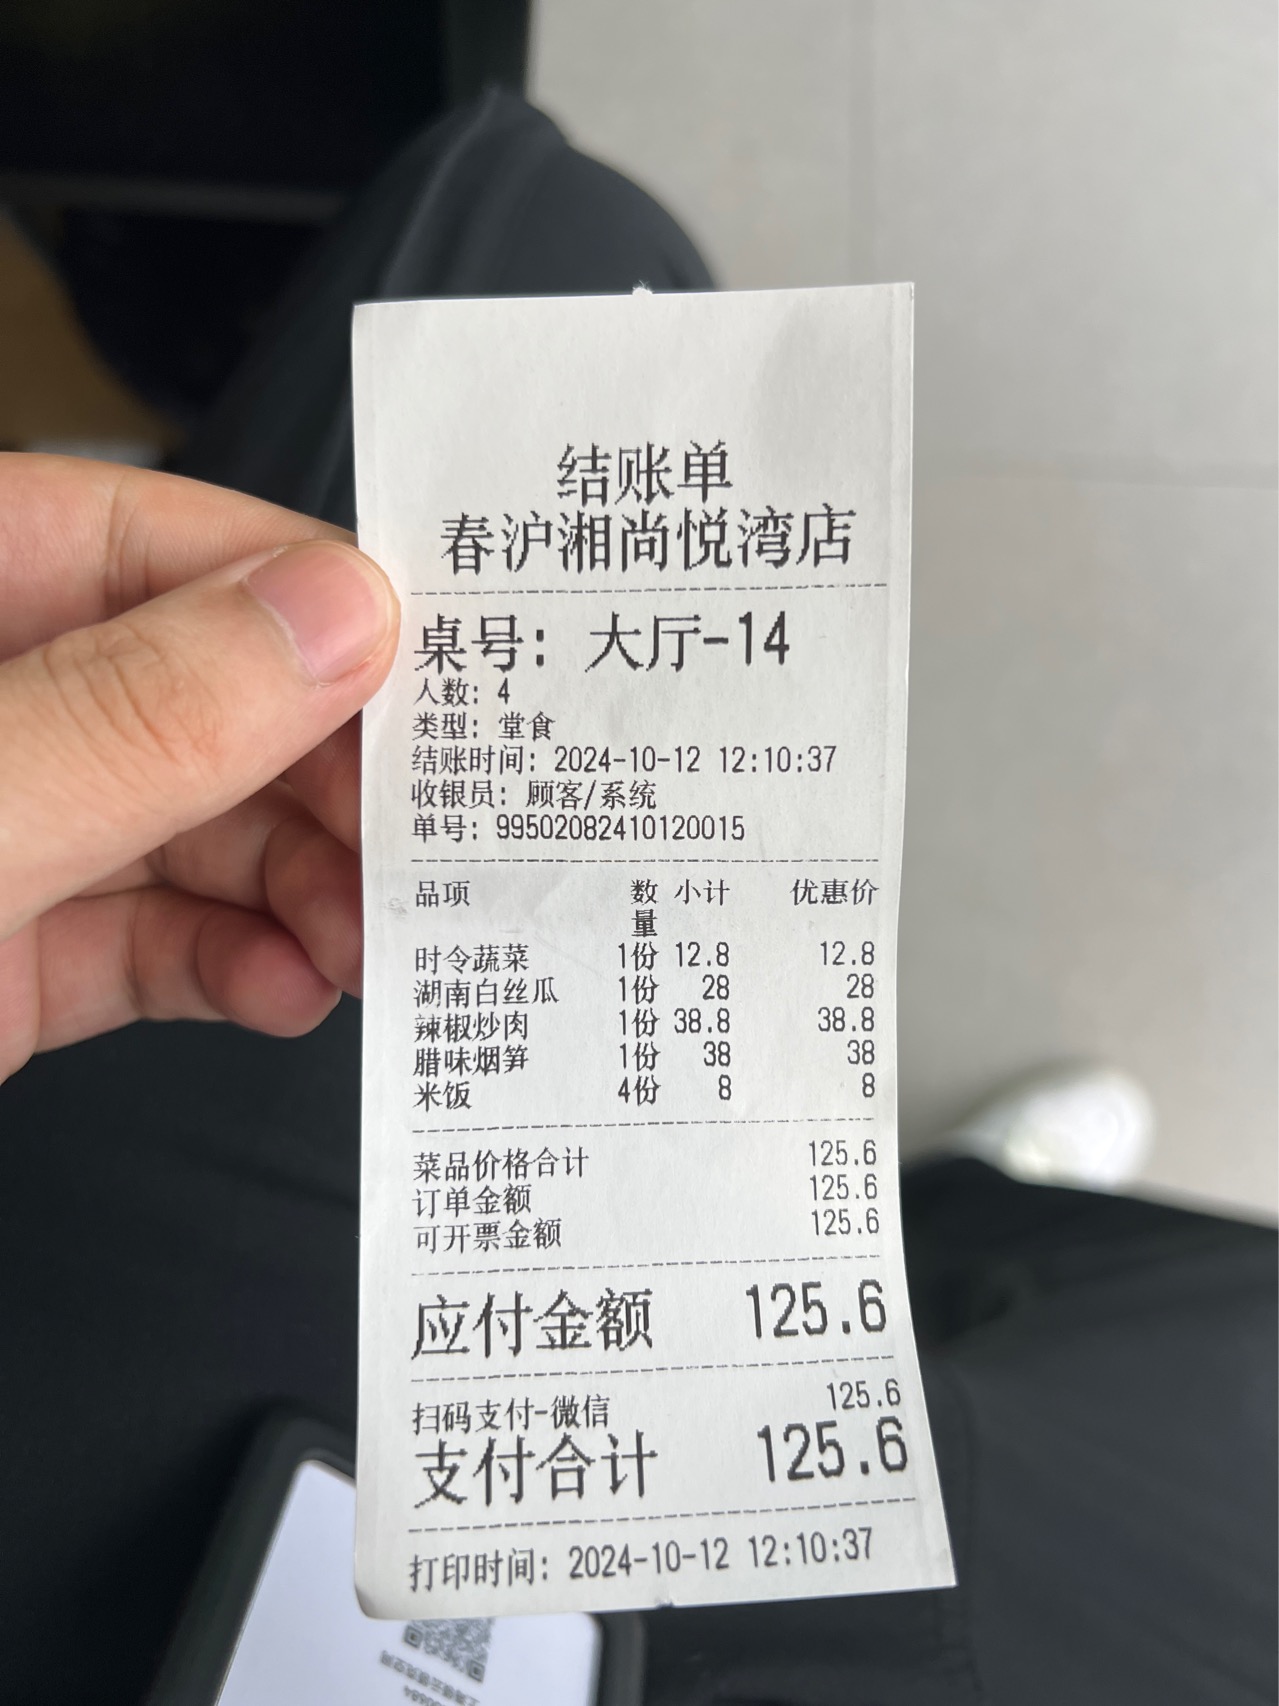 结账单
春沪湘尚悦湾店
桌号：大厅-14
人数：4
类型：堂食
结账时间：2024-10-12 12:10:37
收银员：顾客/系统
单号：99502082410120015
品项 数量 小计 优惠价
时令蔬菜 1份 12.8 12.8
湖南白丝瓜 1份 28 28
辣椒炒肉 1份 38.8 38.8
腊味烟笋 1份 38 38
米饭 4份 8 8
菜品价格合计 125.6
订单金额 125.6
可开票金额 125.6
应付金额 125.6
扫码支付-微信 125.6
支付合计 125.6
打印时间：2024-10-12 12:10:37